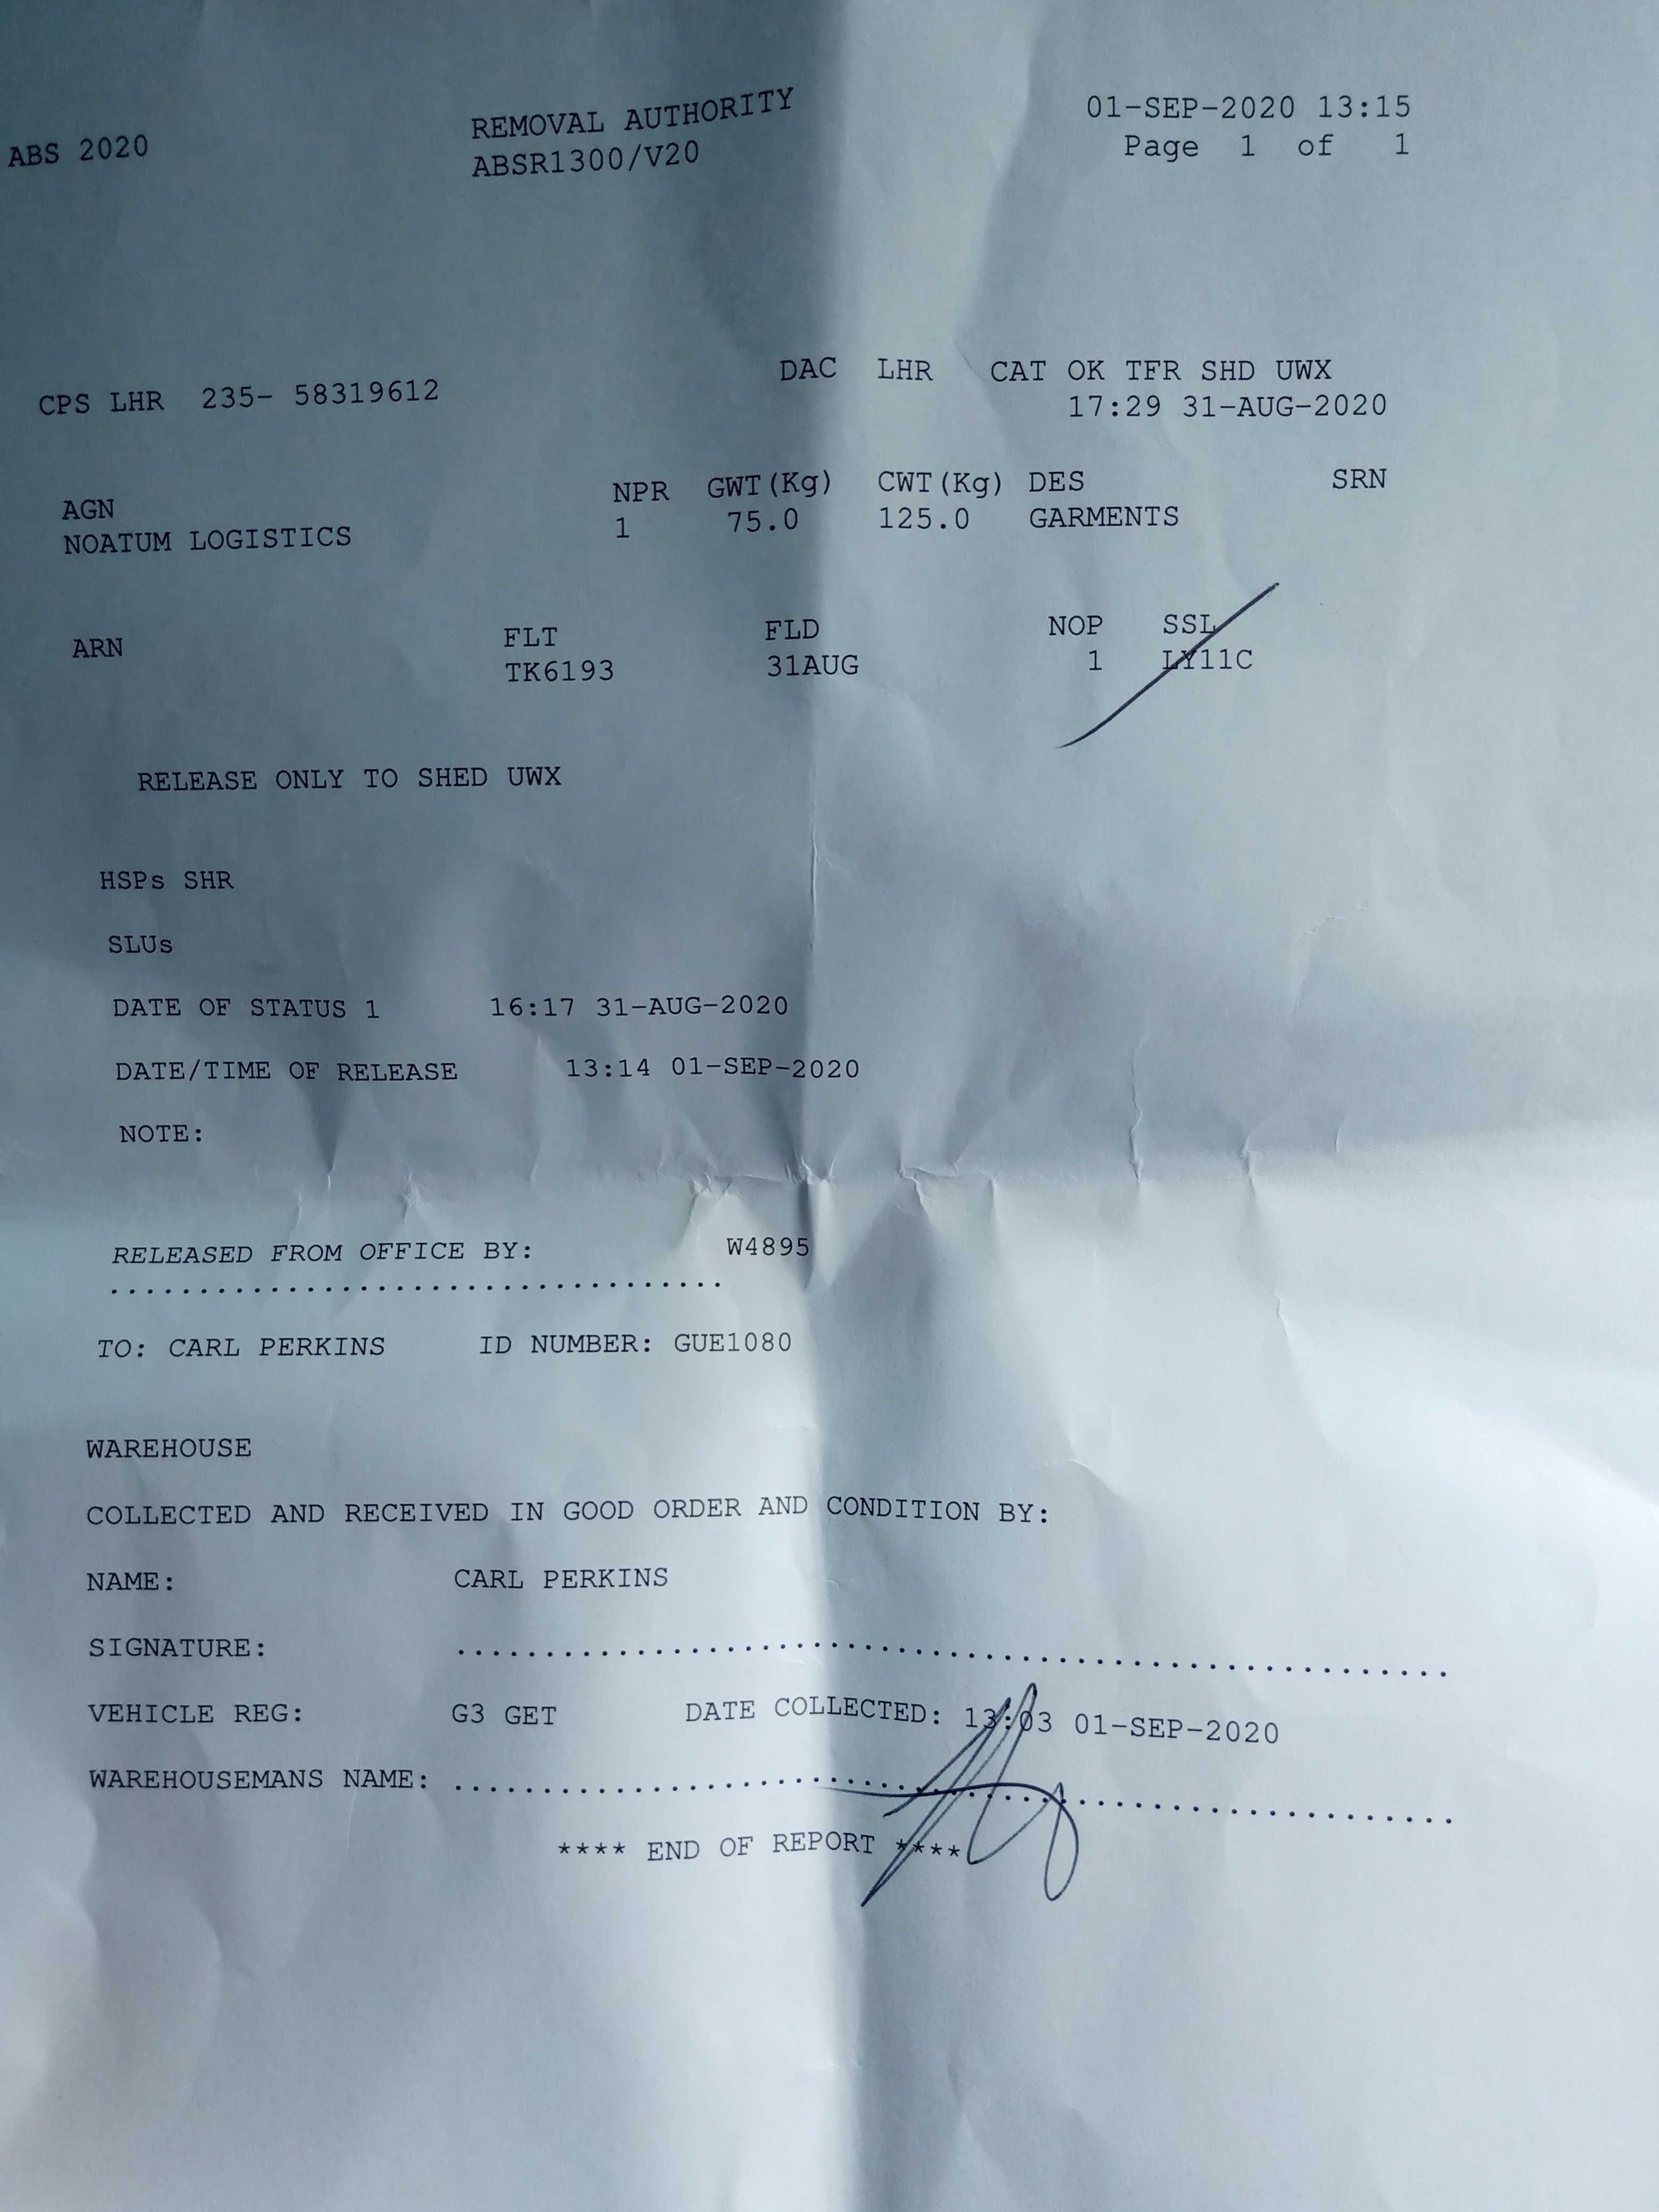 ABS 2020 REMOVAL AUTHORITY 01-SEP-2020 13:15
ABSR1300/V20 Page 1 of 1
CPS LHR 235- 58319612 DAC LHR CAT OK TFR SHD UWX
17:29 31-AUG-2020
AGN NPR GWT(Kg) CWT(Kg) DES SRN
NOATUM LOGISTICS 1 75.0 125.0 GARMENTS
ARN FLT FLD NOP SSL
TK6193 31AUG 1 LY11C
RELEASE ONLY TO SHED UWX
HSPs SHR
SLUs
DATE OF STATUS 1 16:17 31-AUG-2020
DATE/TIME OF RELEASE 13:14 01-SEP-2020
NOTE:
RELEASED FROM OFFICE BY: W4895
...................................
TO: CARL PERKINS ID NUMBER: GUE1080
WAREHOUSE
COLLECTED AND RECEIVED IN GOOD ORDER AND CONDITION BY:
NAME: CARL PERKINS
SIGNATURE: ........................................................
VEHICLE REG: G3 GET DATE COLLECTED: 13:03 01-SEP-2020
WAREHOUSEMANS NAME: ........................................................
**** END OF REPORT ****